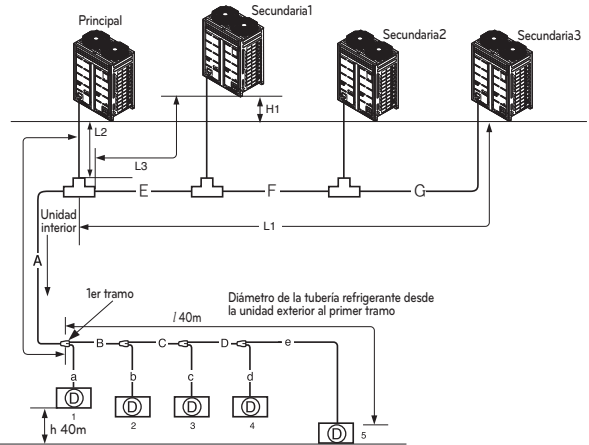 Principal
Secundaria1
Secundaria2
Secundaria3
H1
L2
L3
E
F
G
Unidad
interior
L1
A
1er tramo
Diámetro de la tubería refrigerante desde
la unidad exterior al primer tramo
l 40m
B
C
D
e
a
b
c
d
D
D
D
D
D
1
2
3
4
5
h 40m